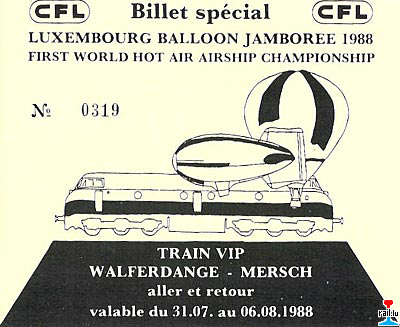 CFL Billet spécial CFL
LUXEMBOURG BALLOON JAMBOREE 1988
FIRST WORLD HOT AIR AIRSHIP CHAMPIONSHIP
№ 0319
TRAIN VIP
WALFERDANGE - MERSCH
aller et retour
valable du 31.07. au 06.08.1988
rail.lu